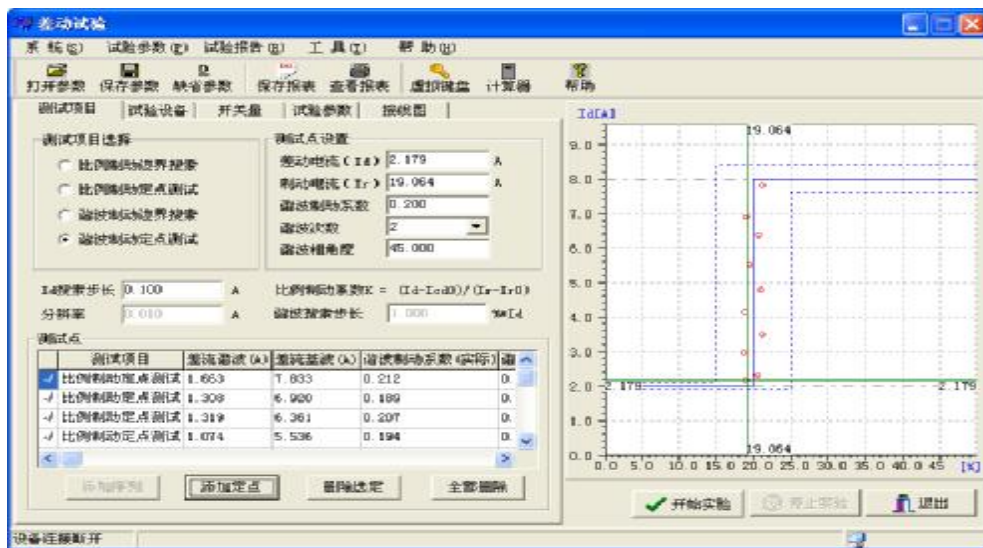 差动试验
系 统(S) 试验参数(P) 试验报告(R) 工 具(T) 帮 助(H)
打开参数 保存参数 缺省参数 保存报表 查看报表 虚拟键盘 计算器 帮助
测试项目 试验设备 开关量 试验参数 接线图
测试项目选择
比例制动边界搜索
比例制动定点测试
谐波制动边界搜索
谐波制动定点测试
测试点设置
差动电流(Id) 2.179 A
制动电流(Ir) 19.064 A
谐波制动系数 0.200
谐波次数 2
谐波相角度 45.000
Id搜索步长 0.100 A 比例制动系数K = (Id-Icd0)/(Ir-Ir0)
分辨率 0.010 A 谐波搜索步长 1.000 %Id
测试点
测试项目 差流谐波(A) 差流基波(A) 谐波制动系数(实际) 谐
比例制动定点测试 1.663 7.833 0.212 0.
比例制动定点测试 1.308 6.920 0.189 0.
比例制动定点测试 1.319 6.361 0.207 0.
比例制动定点测试 1.074 5.536 0.194 0.
添加序列 添加定点 删除选定 全部删除
Id[A]
19.064
9.0
8.0
7.0
6.0
5.0
4.0
3.0
2.0 2.179 2.179
1.0
0.0 19.064
0.0 5.0 10.0 15.0 20.0 25.0 30.0 35.0 40.0 45 [%]
开始实验 停止实验 退出
设备连接断开